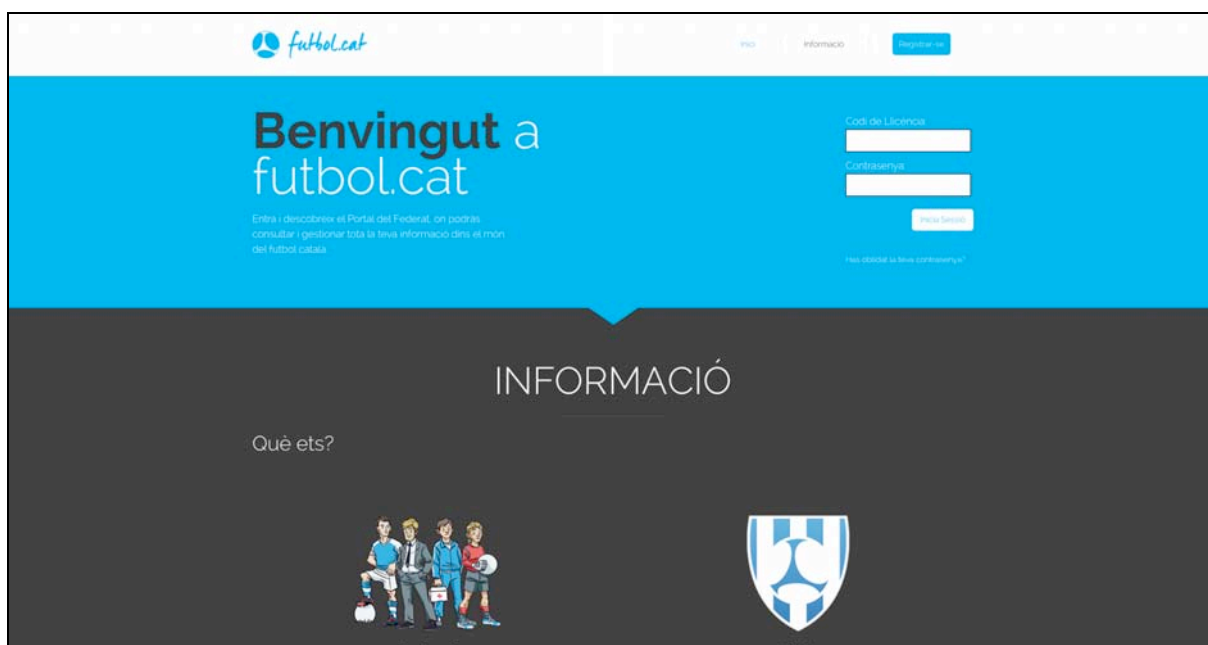 futbol.cat
Inici
Informació
Registrar-se
Benvingut a
futbol.cat
Entra i descobreix el Portal del Federat, on podràs
consultar i gestionar tota la teva informació dins el món
del futbol català
Codi de Llicència
Contrasenya
Inicia Sessió
Has oblidat la teva contrasenya?
INFORMACIÓ
Què ets?